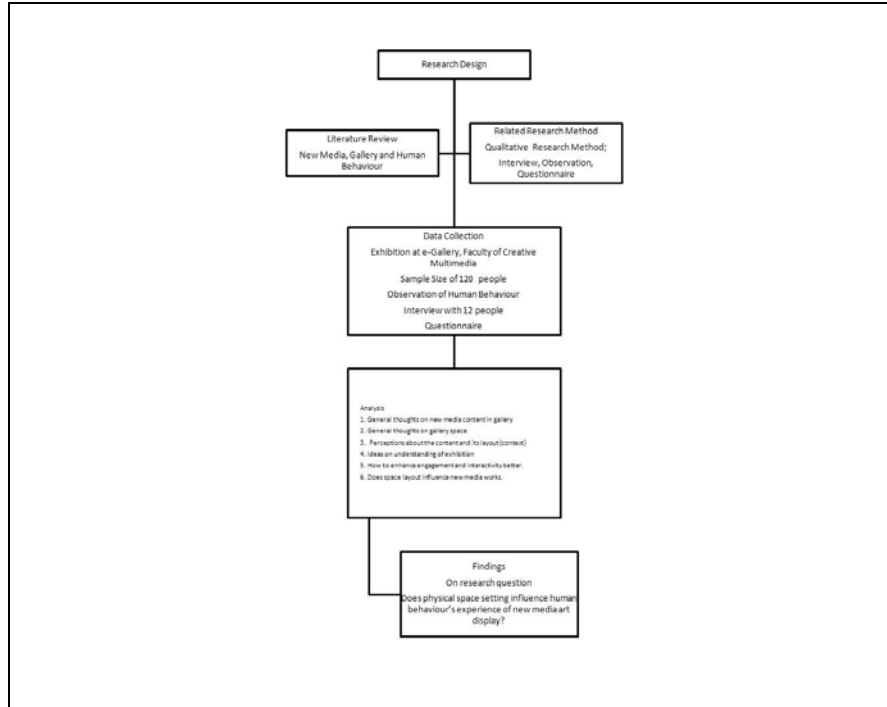 Research Design
Literature Review
New Media, Gallery and Human
Behaviour
Related Research Method
Qualitative Research Method;
Interview, Observation,
Questionnaire
Data Collection
Exhibition at e-Gallery, Faculty of Creative
Multimedia
Sample Size of 120 people
Observation of Human Behaviour
Interview with 12 people
Questionnaire
Analysis
1. General thoughts on new media content in gallery
2. General thoughts on gallery space
3. Perceptions about the content and its layout (context)
4. Ideas on understanding of exhibition
5. How to enhance engagement and interactivity better.
6. Does space layout influence new media works.
Findings
On research question
Does physical space setting influence human
behaviour's experience of new media art
display?